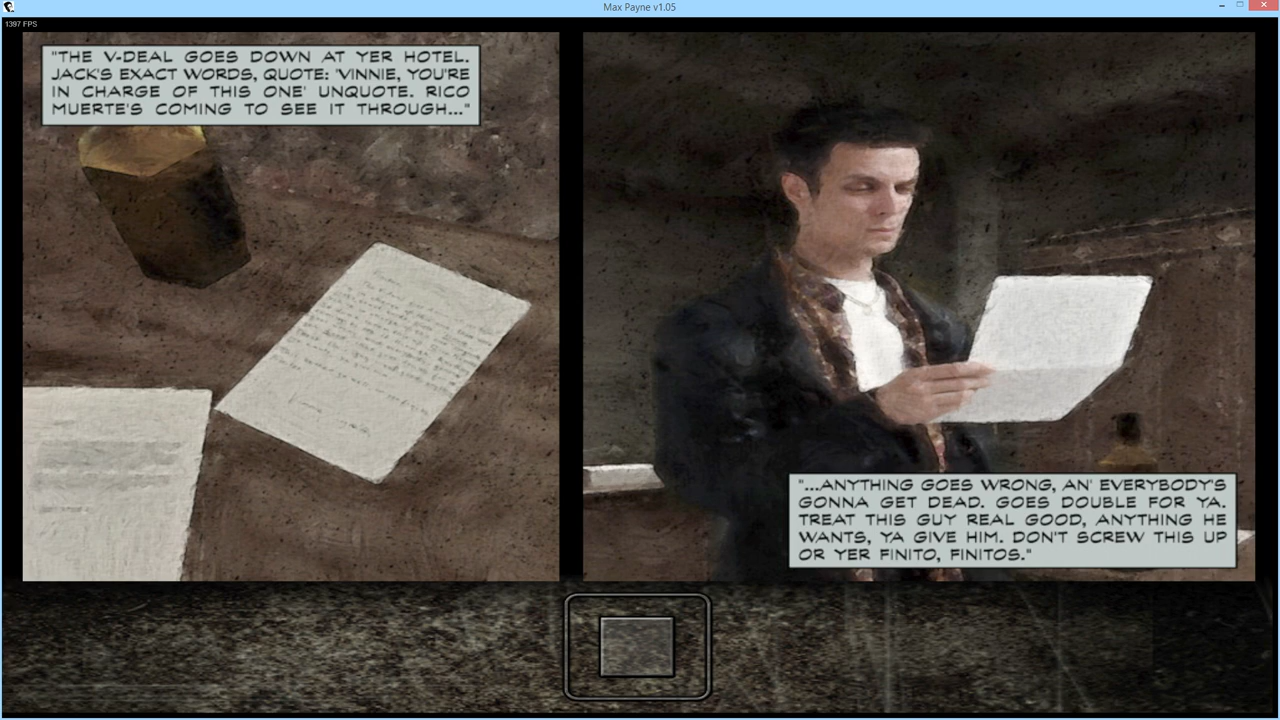 Max Payne v1.05
1397 FPS
"THE V-DEAL GOES DOWN AT YER HOTEL.
JACK'S EXACT WORDS, QUOTE: 'VINNIE, YOU'RE
IN CHARGE OF THIS ONE' UNQUOTE. RICO
MUERTE'S COMING TO SEE IT THROUGH..."
"...ANYTHING GOES WRONG, AN' EVERYBODY'S
GONNA GET DEAD. GOES DOUBLE FOR YA.
TREAT THIS GUY REAL GOOD, ANYTHING HE
WANTS, YA GIVE HIM. DON'T SCREW THIS UP
OR YER FINITO, FINITOS."